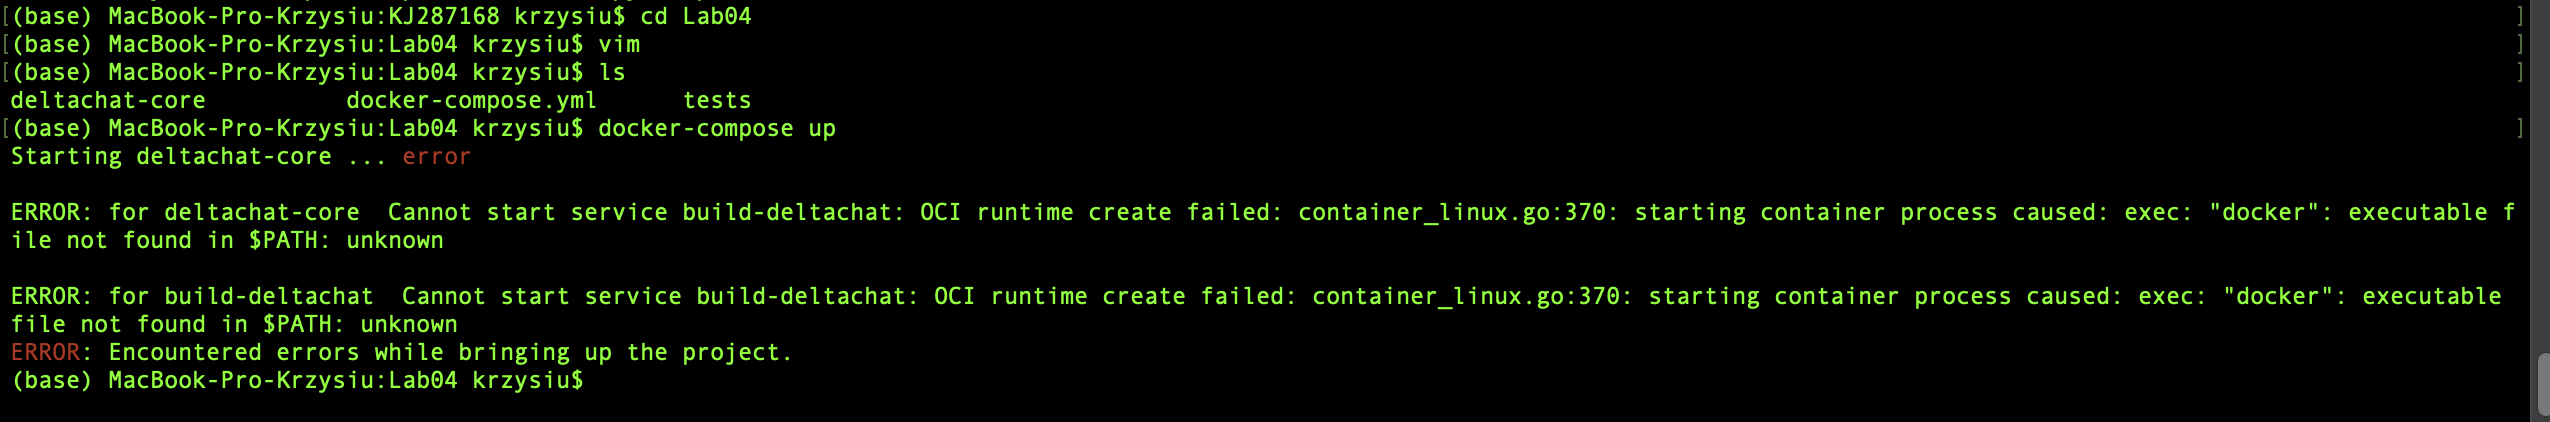 [(base) MacBook-Pro-Krzysiu:KJ287168 krzysiu$ cd Lab04 ]
[(base) MacBook-Pro-Krzysiu:Lab04 krzysiu$ vim ]
[(base) MacBook-Pro-Krzysiu:Lab04 krzysiu$ ls ]
deltachat-core docker-compose.yml tests
[(base) MacBook-Pro-Krzysiu:Lab04 krzysiu$ docker-compose up ]
Starting deltachat-core ... error
ERROR: for deltachat-core  Cannot start service build-deltachat: OCI runtime create failed: container_linux.go:370: starting container process caused: exec: "docker": executable f
ile not found in $PATH: unknown
ERROR: for build-deltachat  Cannot start service build-deltachat: OCI runtime create failed: container_linux.go:370: starting container process caused: exec: "docker": executable
file not found in $PATH: unknown
ERROR: Encountered errors while bringing up the project.
(base) MacBook-Pro-Krzysiu:Lab04 krzysiu$